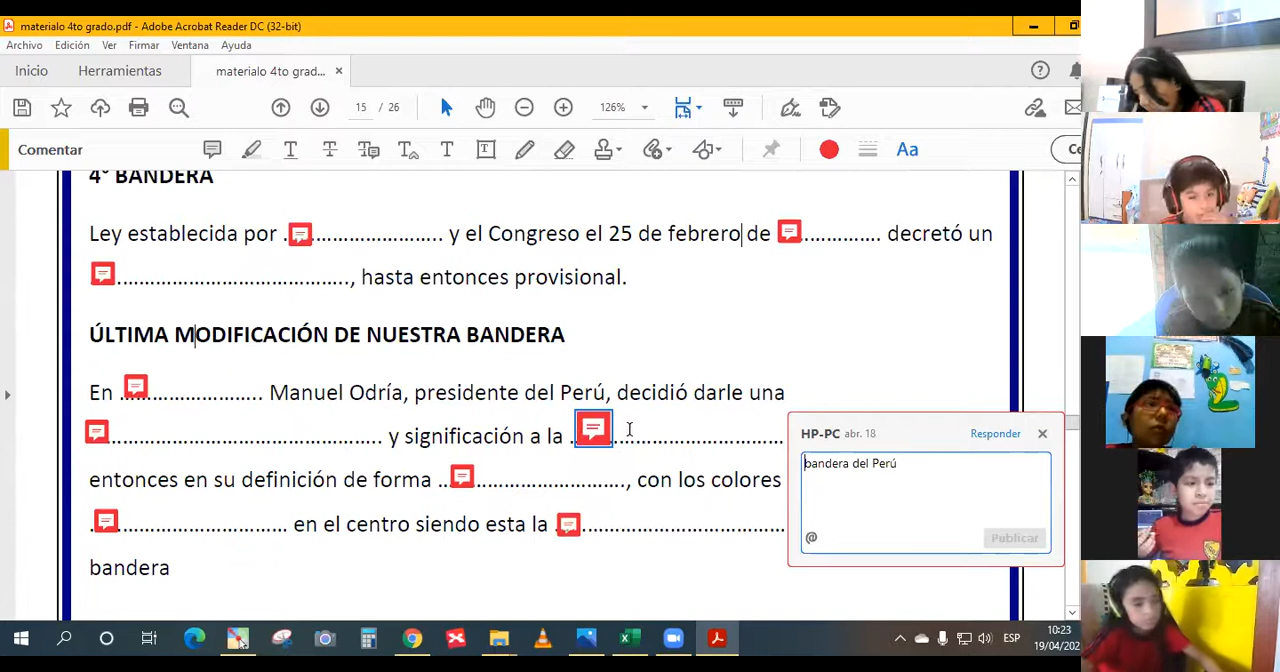 materialo 4to grado.pdf - Adobe Acrobat Reader DC (32-bit)
Archivo Edición Ver Firmar Ventana Ayuda
Inicio Herramientas materialo 4to grad... ×
15 / 26 126%
Comentar Aa Ce
4° BANDERA
Ley establecida por ........................ y el Congreso el 25 de febrero de .............. decretó un
........................................, hasta entonces provisional.
ÚLTIMA MODIFICACIÓN DE NUESTRA BANDERA
En .................... Manuel Odría, presidente del Perú, decidió darle una
............................................... y significación a la ..............................
entonces en su definición de forma ............................, con los colores
............................ en el centro siendo esta la ...................................
bandera
HP-PC abr. 18 Responder ×
bandera del Perú
@ Publicar
ESP
10:23
19/04/202